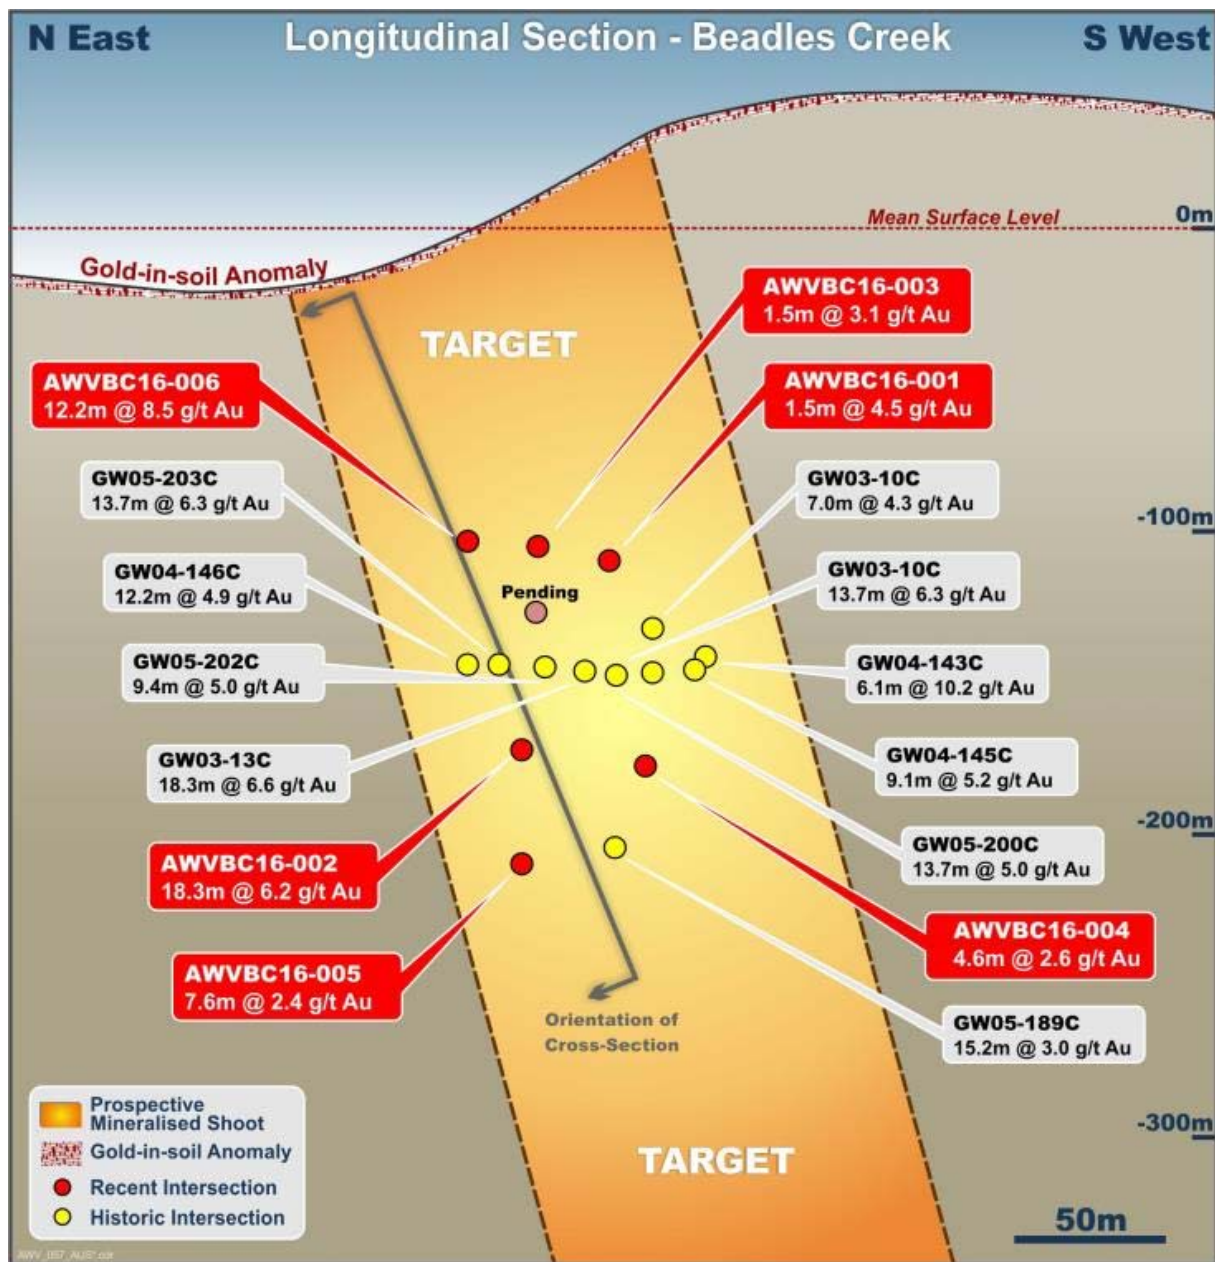 N East
Longitudinal Section - Beadles Creek
S West
Mean Surface Level
0m
Gold-in-soil Anomaly
TARGET
AWVBC16-003
1.5m @ 3.1 g/t Au
AWVBC16-006
12.2m @ 8.5 g/t Au
AWVBC16-001
1.5m @ 4.5 g/t Au
GW05-203C
13.7m @ 6.3 g/t Au
GW03-10C
7.0m @ 4.3 g/t Au
-100m
GW04-146C
12.2m @ 4.9 g/t Au
Pending
GW03-10C
13.7m @ 6.3 g/t Au
GW05-202C
9.4m @ 5.0 g/t Au
GW04-143C
6.1m @ 10.2 g/t Au
GW03-13C
18.3m @ 6.6 g/t Au
GW04-145C
9.1m @ 5.2 g/t Au
-200m
AWVBC16-002
18.3m @ 6.2 g/t Au
GW05-200C
13.7m @ 5.0 g/t Au
AWVBC16-004
4.6m @ 2.6 g/t Au
AWVBC16-005
7.6m @ 2.4 g/t Au
Orientation of
Cross-Section
GW05-189C
15.2m @ 3.0 g/t Au
Prospective
Mineralised Shoot
Gold-in-soil Anomaly
Recent Intersection
Historic Intersection
-300m
TARGET
50m